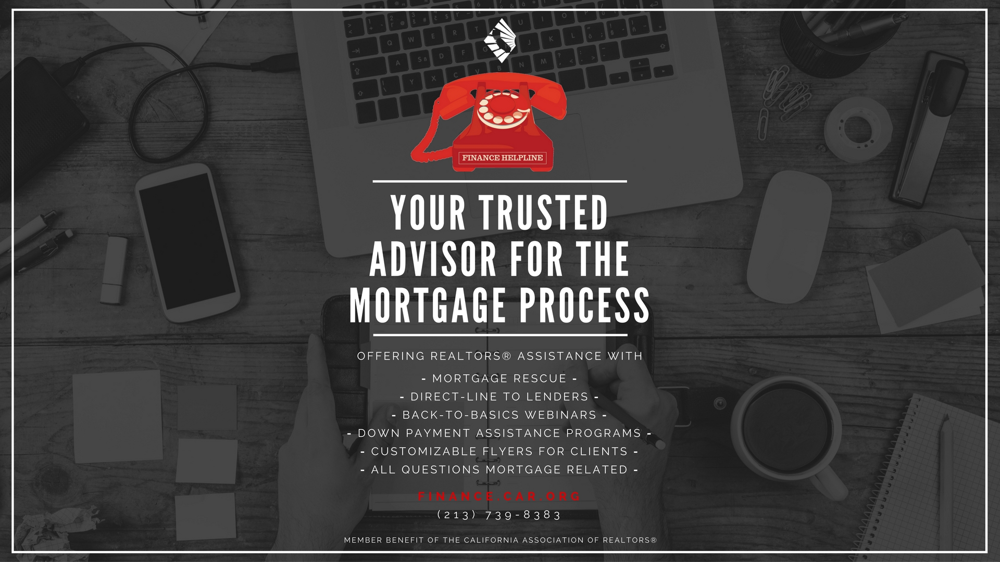 FINANCE HELPLINE
YOUR TRUSTED
ADVISOR FOR THE
MORTGAGE PROCESS
OFFERING REALTORS® ASSISTANCE WITH
- MORTGAGE RESCUE -
- DIRECT-LINE TO LENDERS -
- BACK-TO-BASICS WEBINARS -
- DOWN PAYMENT ASSISTANCE PROGRAMS -
- CUSTOMIZABLE FLYERS FOR CLIENTS -
- ALL QUESTIONS MORTGAGE RELATED -
FINANCE.CAR.ORG
(213) 739-8383
MEMBER BENEFIT OF THE CALIFORNIA ASSOCIATION OF REALTORS®